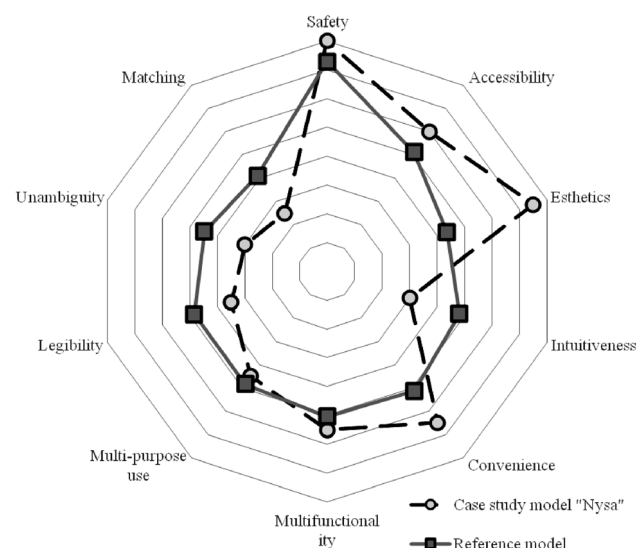 Safety
Matching
Accessibility
Unambiguity
Esthetics
Legibility
Intuitiveness
Multi-purpose
use
Convenience
Multifunctional
ity
Case study model "Nysa"
Reference model